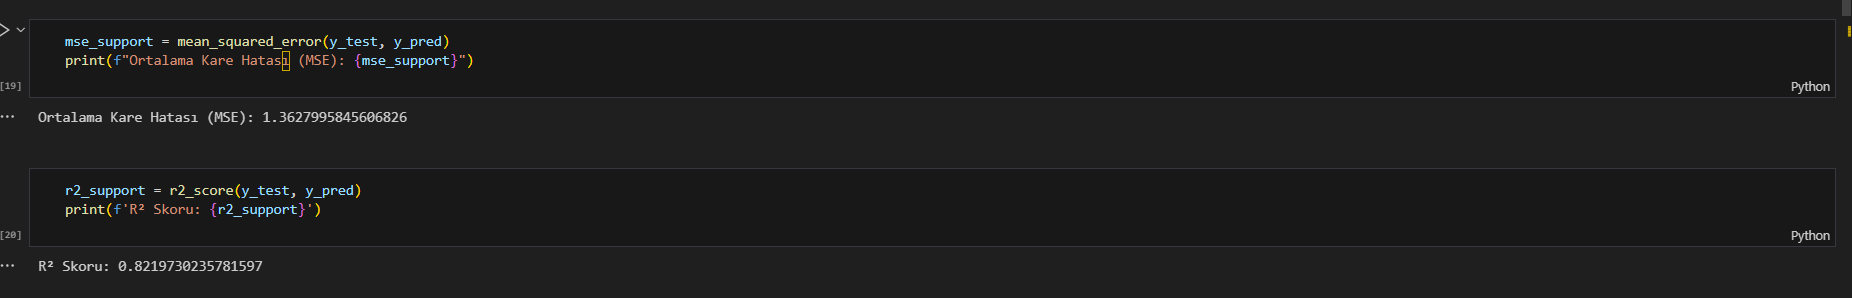 mse_support = mean_squared_error(y_test, y_pred)
print(f"Ortalama Kare Hatası (MSE): {mse_support}")
[19]
Python
Ortalama Kare Hatası (MSE): 1.3627995845606826
r2_support = r2_score(y_test, y_pred)
print(f'R² Skoru: {r2_support}')
[20]
Python
R² Skoru: 0.8219730235781597